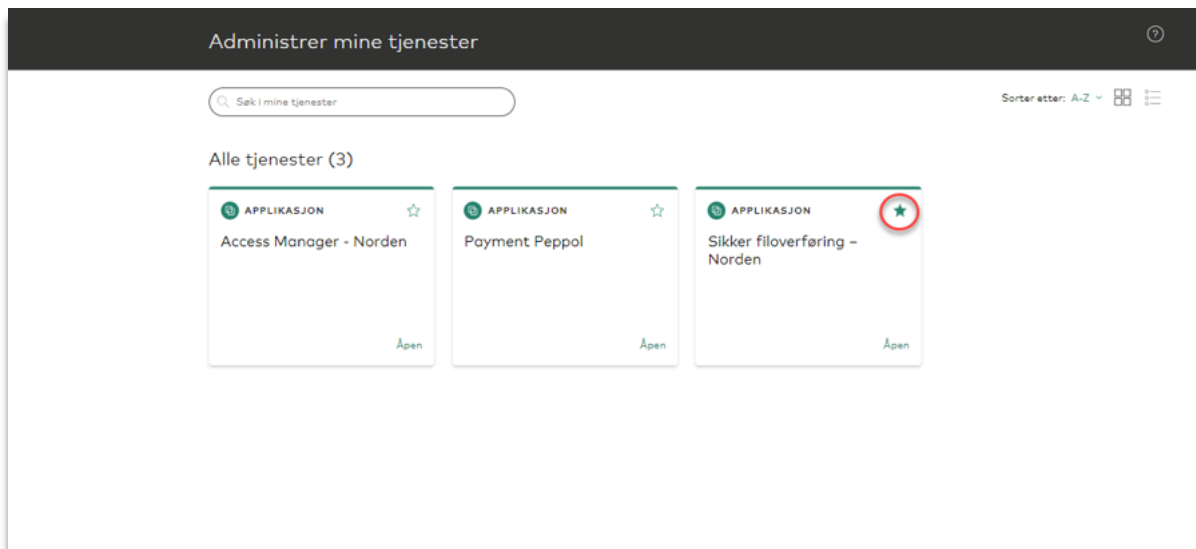 Administrer mine tjenester
Søk i mine tjenester
Sorter etter: A-Z
Alle tjenester (3)
APPLIKASJON
Access Manager - Norden
Åpen
APPLIKASJON
Payment Peppol
Åpen
APPLIKASJON
Sikker filoverføring –
Norden
Åpen